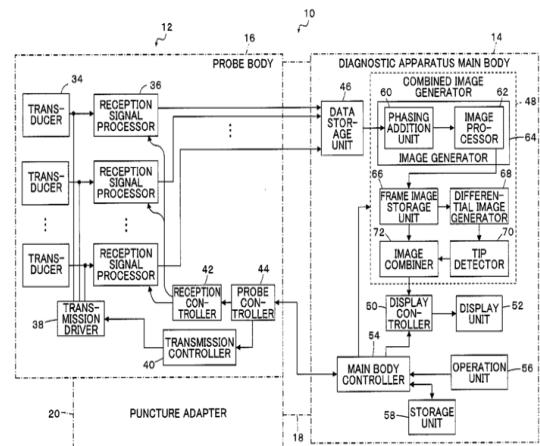 10
12
14
16
PROBE BODY
DIAGNOSTIC APPARATUS MAIN BODY
34
TRANS-
DUCER
36
RECEPTION
SIGNAL
PROCESSOR
TRANS-
DUCER
RECEPTION
SIGNAL
PROCESSOR
TRANS-
DUCER
RECEPTION
SIGNAL
PROCESSOR
46
DATA
STOR-
AGE
UNIT
COMBINED IMAGE
GENERATOR
48
60
PHASING
ADDITION
UNIT
62
IMAGE
PRO-
CESSOR
64
IMAGE GENERATOR
66
FRAME IMAGE
STORAGE
UNIT
68
DIFFEREN-
TIAL IMAGE
GENERATOR
72
IMAGE
COMBINER
70
TIP
DETECTOR
42
RECEPTION
CON-
TROLLER
44
PROBE CON-
TROLLER
38
TRANS-
MISSION
DRIVER
40
TRANSMISSION
CONTROLLER
50
DISPLAY
CON-
TROLLER
52
DISPLAY
UNIT
54
MAIN BODY
CONTROLLER
OPERATION
UNIT
56
58
STORAGE
UNIT
20
PUNCTURE ADAPTER
18